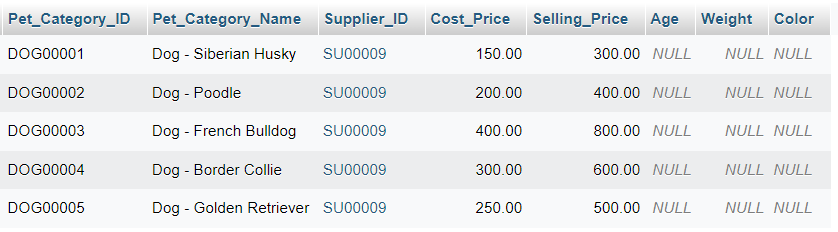 Pet_Category_ID Pet_Category_Name Supplier_ID Cost_Price Selling_Price Age Weight Color
DOG00001 Dog - Siberian Husky SU00009 150.00 300.00 NULL NULL NULL
DOG00002 Dog - Poodle SU00009 200.00 400.00 NULL NULL NULL
DOG00003 Dog - French Bulldog SU00009 400.00 800.00 NULL NULL NULL
DOG00004 Dog - Border Collie SU00009 300.00 600.00 NULL NULL NULL
DOG00005 Dog - Golden Retriever SU00009 250.00 500.00 NULL NULL NULL